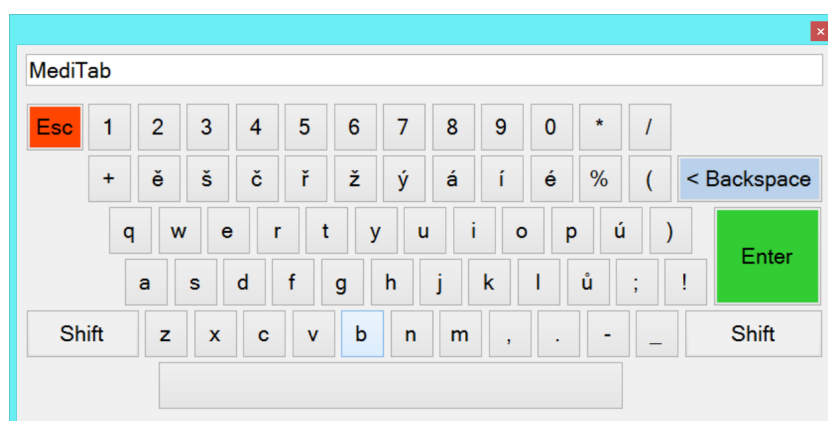 ×
MediTab
Esc 1 2 3 4 5 6 7 8 9 0 * /
+ ě š č ř ž ý á í é % ( < Backspace
q w e r t y u i o p ú ) Enter
a s d f g h j k l ů ; !
Shift z x c v b n m , . - _ Shift